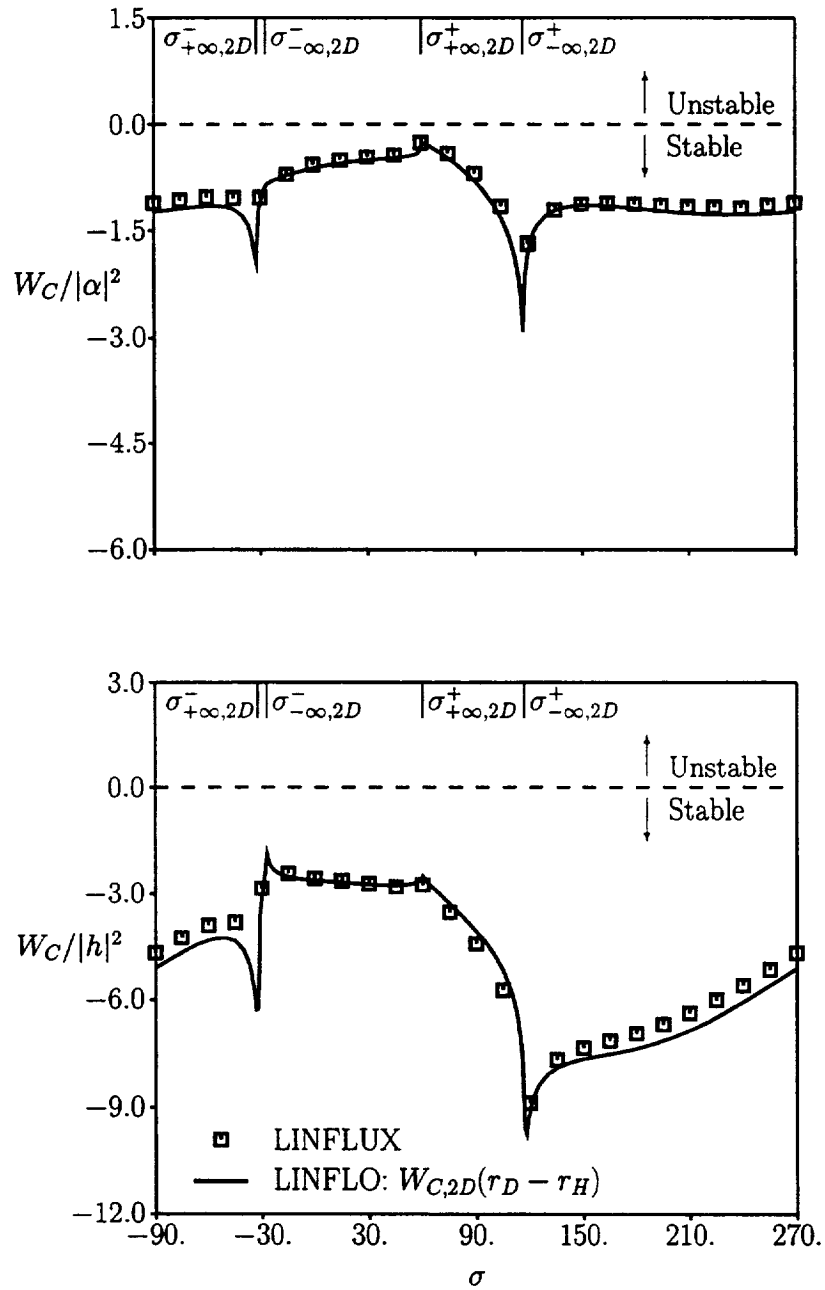 1.5
σ⁻₊∞,2D σ⁻₋∞,2D σ⁺₊∞,2D σ⁺₋∞,2D
Unstable
0.0
Stable
−1.5
W_C/|α|²
−3.0
−4.5
−6.0
3.0
σ⁻₊∞,2D σ⁻₋∞,2D σ⁺₊∞,2D σ⁺₋∞,2D
Unstable
0.0
Stable
−3.0
W_C/|h|²
−6.0
−9.0
LINFLUX
LINFLO: W_C,2D(r_D − r_H)
−12.0
−90. −30. 30. 90. 150. 210. 270.
σ